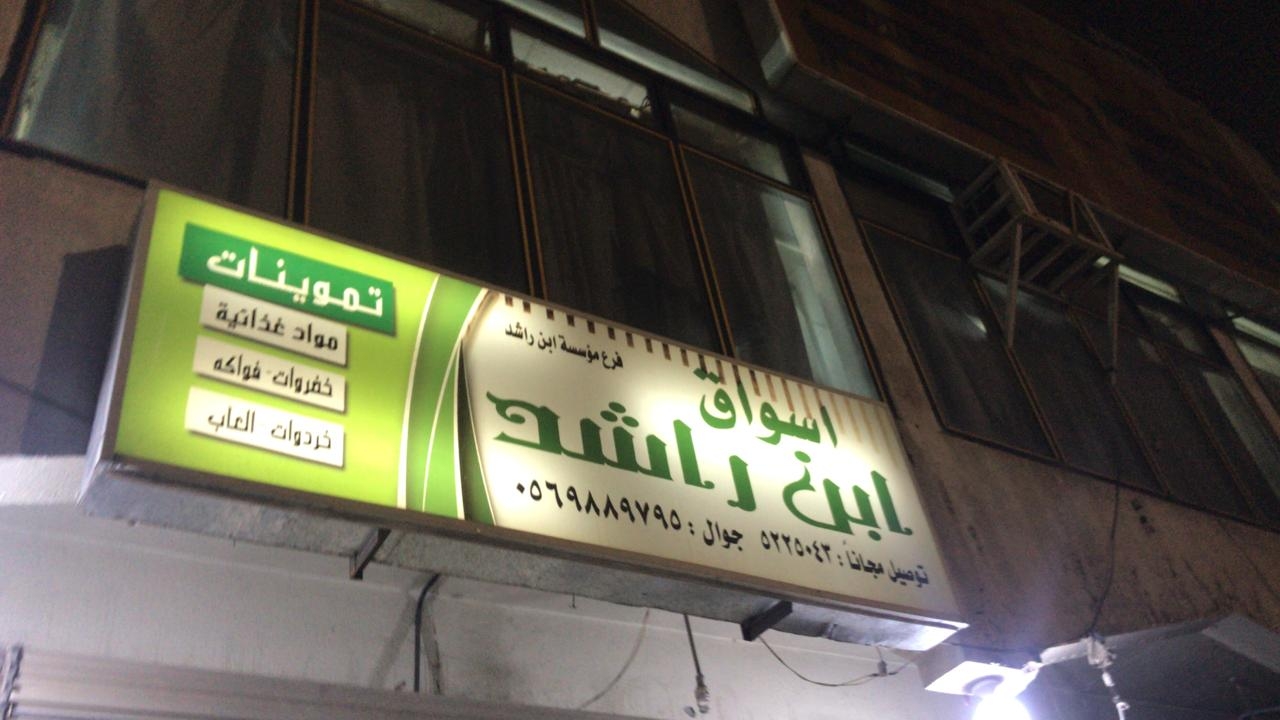 فرع مؤسسة ابن راشد
اسواق
ابن راشد
توصيل مجاناً : ٥٢٢٥٠٤٣ جوال : ٠٥٦٩٨٨٩٧٩٥
تموينات
مواد غذائية
خضروات - فواكه
خردوات - العاب